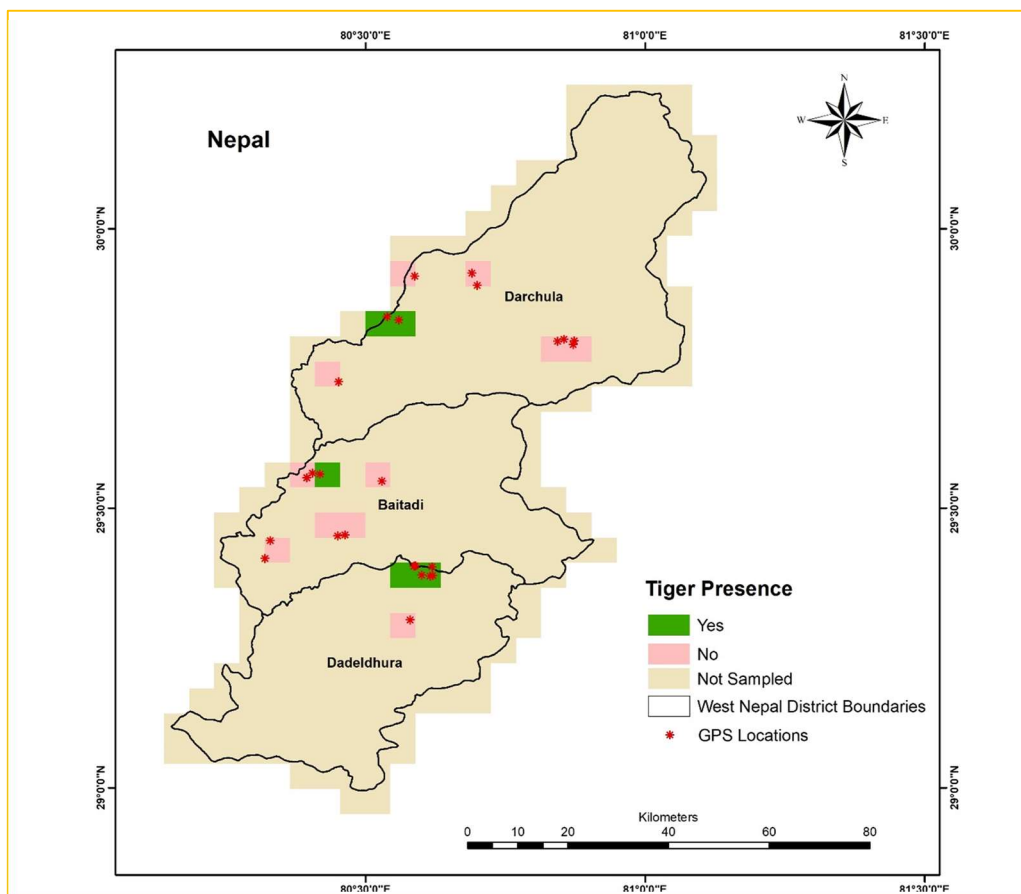 80°30'0"E
81°0'0"E
81°30'0"E
N
W
E
S
Nepal
30°0'0"N
30°0'0"N
Darchula
Baitadi
29°30'0"N
29°30'0"N
Dadeldhura
Tiger Presence
Yes
No
Not Sampled
West Nepal District Boundaries
GPS Locations
29°0'0"N
29°0'0"N
Kilometers
0 10 20 40 60 80
80°30'0"E
81°0'0"E
81°30'0"E